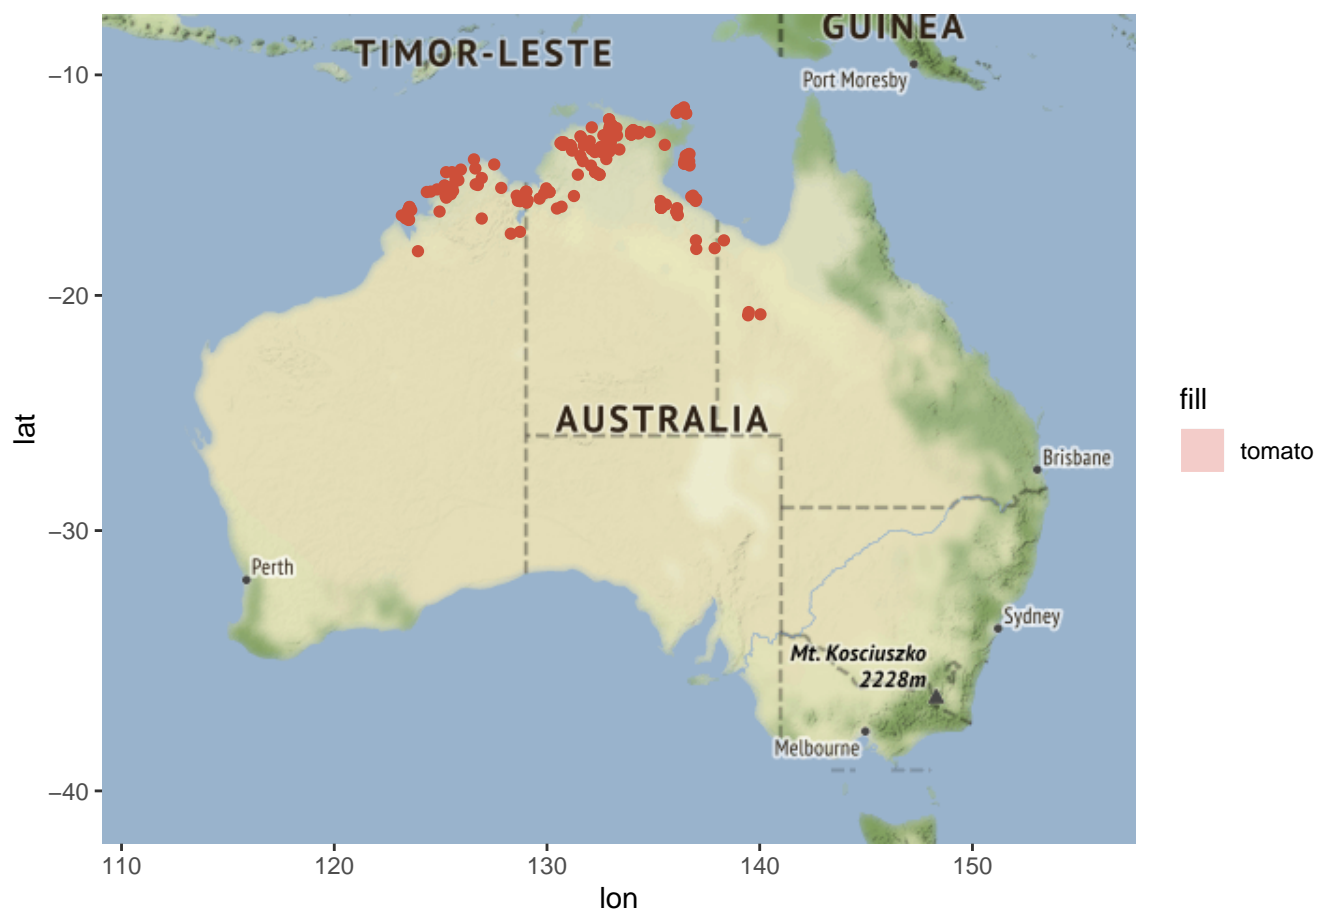 GUINEA
TIMOR-LESTE
Port Moresby
−10
−20
−30
−40
lat
AUSTRALIA
Brisbane
Perth
Sydney
Mt. Kosciuszko
2228m
Melbourne
110
120
130
140
150
lon
fill
tomato